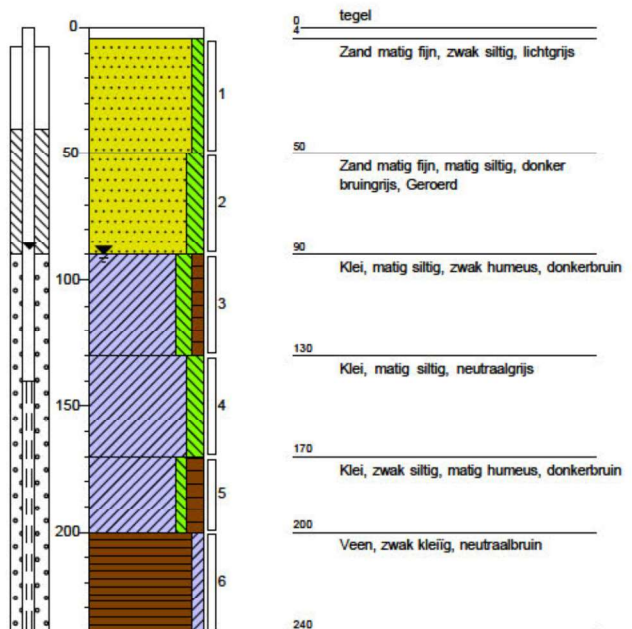 0
tegel
0
4
Zand matig fijn, zwak siltig, lichtgrijs
1
50
50
Zand matig fijn, matig siltig, donker
bruingrijs, Geroerd
2
90
Klei, matig siltig, zwak humeus, donkerbruin
100
3
130
Klei, matig siltig, neutraalgrijs
150
4
170
Klei, zwak siltig, matig humeus, donkerbruin
5
200
200
Veen, zwak kleiïg, neutraalbruin
6
240